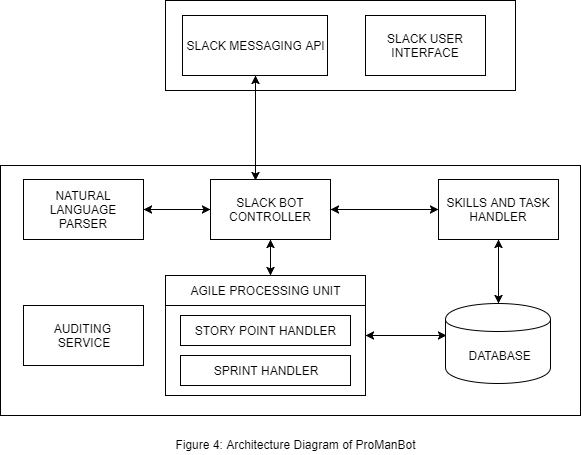 SLACK MESSAGING API
SLACK USER
INTERFACE
NATURAL
LANGUAGE
PARSER
SLACK BOT
CONTROLLER
SKILLS AND TASK
HANDLER
AGILE PROCESSING UNIT
STORY POINT HANDLER
SPRINT HANDLER
AUDITING
SERVICE
DATABASE
Figure 4: Architecture Diagram of ProManBot